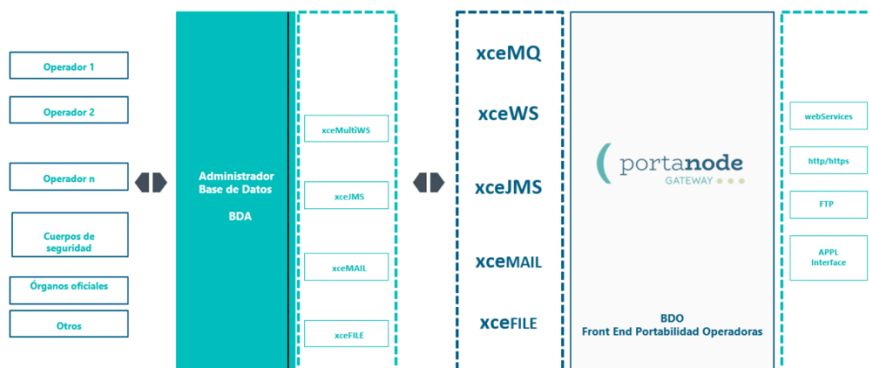 Operador 1
Operador 2
Operador n
Cuerpos de
seguridad
Órganos oficiales
Otros
Administrador
Base de Datos
BDA
xceMultiWS
xceJMS
xceMAIL
xceFILE
xceMQ
xceWS
xceJMS
xceMAIL
xceFILE
portanode
GATEWAY
BDO
Front End Portabilidad Operadoras
webServices
http/https
FTP
APPL
Interface